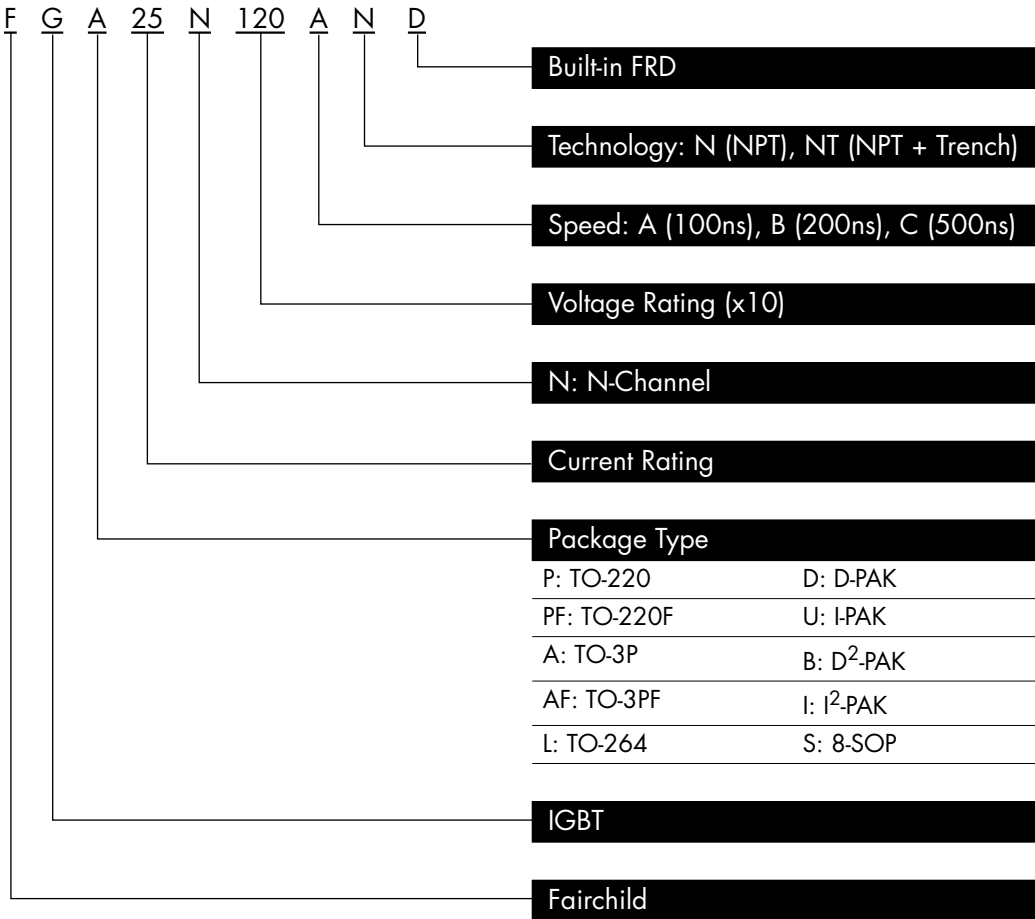 F G A 25 N 120 A N D
Built-in FRD
Technology: N (NPT), NT (NPT + Trench)
Speed: A (100ns), B (200ns), C (500ns)
Voltage Rating (x10)
N: N-Channel
Current Rating
Package Type
P: TO-220 D: D-PAK
PF: TO-220F U: I-PAK
A: TO-3P B: D²-PAK
AF: TO-3PF I: I²-PAK
L: TO-264 S: 8-SOP
IGBT
Fairchild